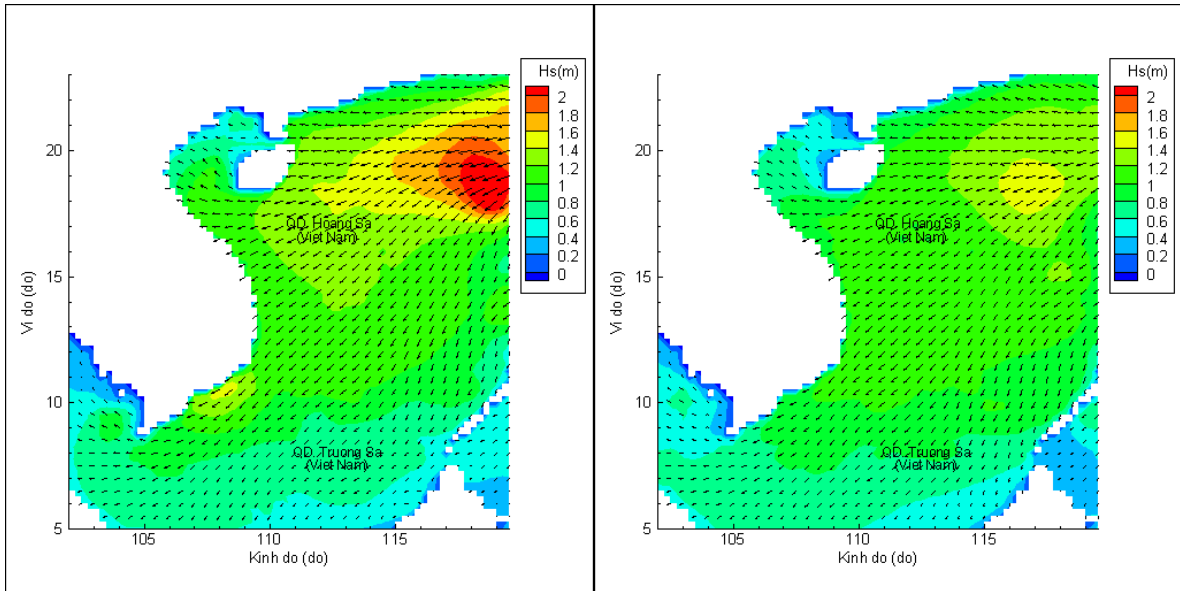 Hs(m)
2
1.8
1.6
1.4
1.2
1
0.8
0.6
0.4
0.2
0
20
15
10
5
Vi do (do)
QD. Hoang Sa
(Viet Nam)
QD. Truong Sa
(Viet Nam)
105
110
115
Kinh do (do)
Hs(m)
2
1.8
1.6
1.4
1.2
1
0.8
0.6
0.4
0.2
0
20
15
10
5
Vi do (do)
QD. Hoang Sa
(Viet Nam)
QD. Truong Sa
(Viet Nam)
105
110
115
Kinh do (do)